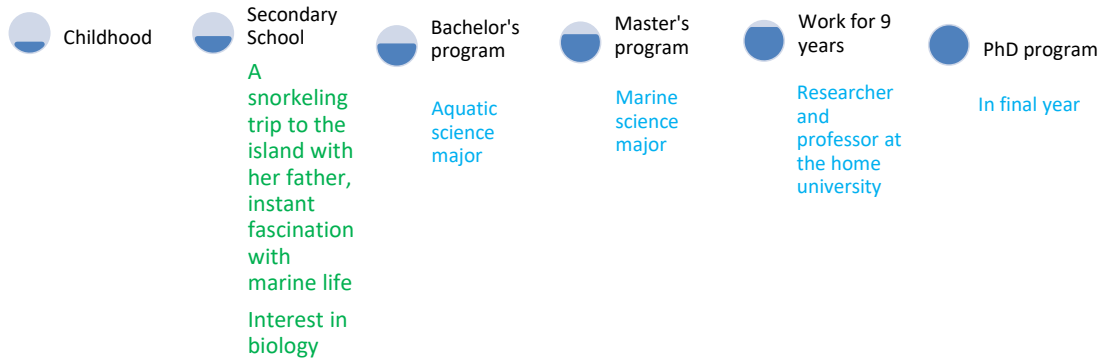 Childhood
Secondary
School
A
snorkeling
trip to the
island with
her father,
instant
fascination
with
marine life
Interest in
biology
Bachelor's
program
Aquatic
science
major
Master's
program
Marine
science
major
Work for 9
years
Researcher
and
professor at
the home
university
PhD program
In final year